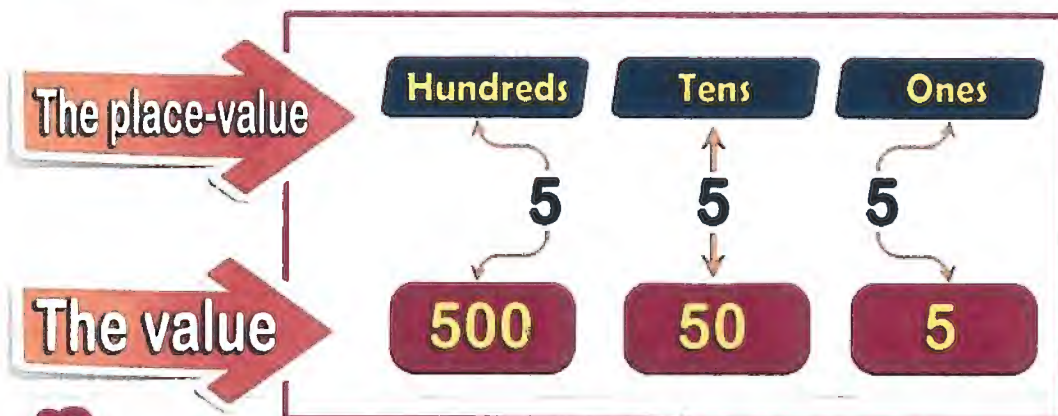 The place-value
Hundreds Tens Ones
5 5 5
The value
500 50 5